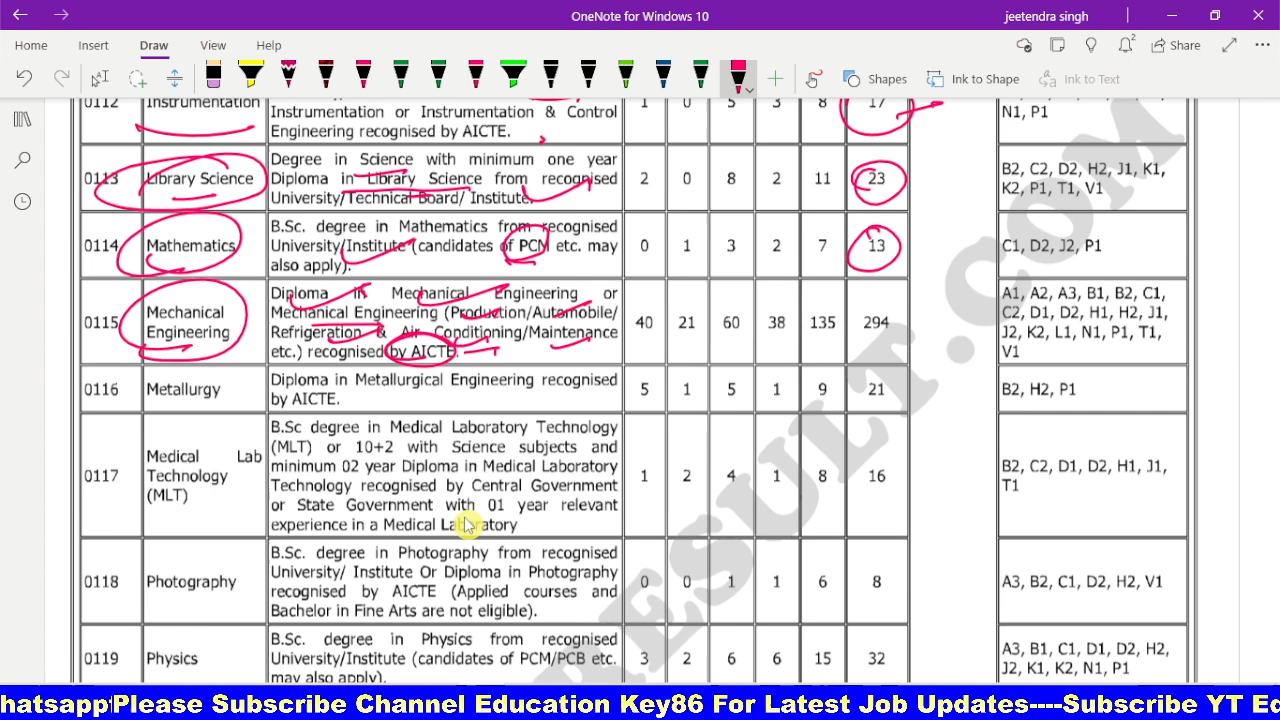 OneNote for Windows 10
jeetendra singh
Home Insert Draw View Help
Share
Shapes
Ink to Shape
Ink to Text
0112 Instrumentation
Instrumentation or Instrumentation & Control
Engineering recognised by AICTE.
1 0 5 3 8 17
N1, P1
0113 Library Science
Degree in Science with minimum one year
Diploma in Library Science from recognised
University/Technical Board/ Institute.
2 0 8 2 11 23
B2, C2, D2, H2, J1, K1,
K2, P1, T1, V1
0114 Mathematics
B.Sc. degree in Mathematics from recognised
University/Institute (candidates of PCM etc. may
also apply).
0 1 3 2 7 13
C1, D2, J2, P1
0115 Mechanical
Engineering
Diploma in Mechanical Engineering or
Mechanical Engineering (Production/Automobile/
Refrigeration & Air Conditioning/Maintenance
etc.) recognised by AICTE.
40 21 60 38 135 294
A1, A2, A3, B1, B2, C1,
C2, D1, D2, H1, H2, J1,
J2, K2, L1, N1, P1, T1,
V1
0116 Metallurgy
Diploma in Metallurgical Engineering recognised
by AICTE.
5 1 5 1 9 21
B2, H2, P1
0117 Medical Lab
Technology
(MLT)
B.Sc degree in Medical Laboratory Technology
(MLT) or 10+2 with Science subjects and
minimum 02 year Diploma in Medical Laboratory
Technology recognised by Central Government
or State Government with 01 year relevant
experience in a Medical Laboratory
1 2 4 1 8 16
B2, C2, D1, D2, H1, J1,
T1
0118 Photography
B.Sc. degree in Photography from recognised
University/ Institute Or Diploma in Photography
recognised by AICTE (Applied courses and
Bachelor in Fine Arts are not eligible).
0 0 1 1 6 8
A3, B2, C1, D2, H2, V1
0119 Physics
B.Sc. degree in Physics from recognised
University/Institute (candidates of PCM/PCB etc.
may also apply).
3 2 6 6 15 32
A3, B1, C1, D1, D2, H2,
J2, K1, K2, N1, P1
RESULT.COM
hatsapp Please Subscribe Channel Education Key86 For Latest Job Updates----Subscribe YT Ed